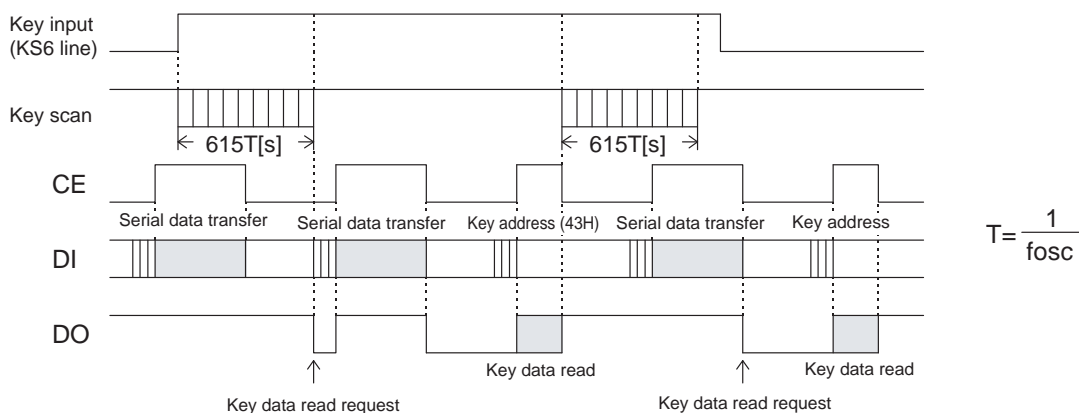 Key input
(KS6 line)
Key scan
615T[s]
615T[s]
CE
Serial data transfer
Serial data transfer
Key address (43H)
Serial data transfer
Key address
DI
T= 1
fosc
DO
Key data read
Key data read
Key data read request
Key data read request